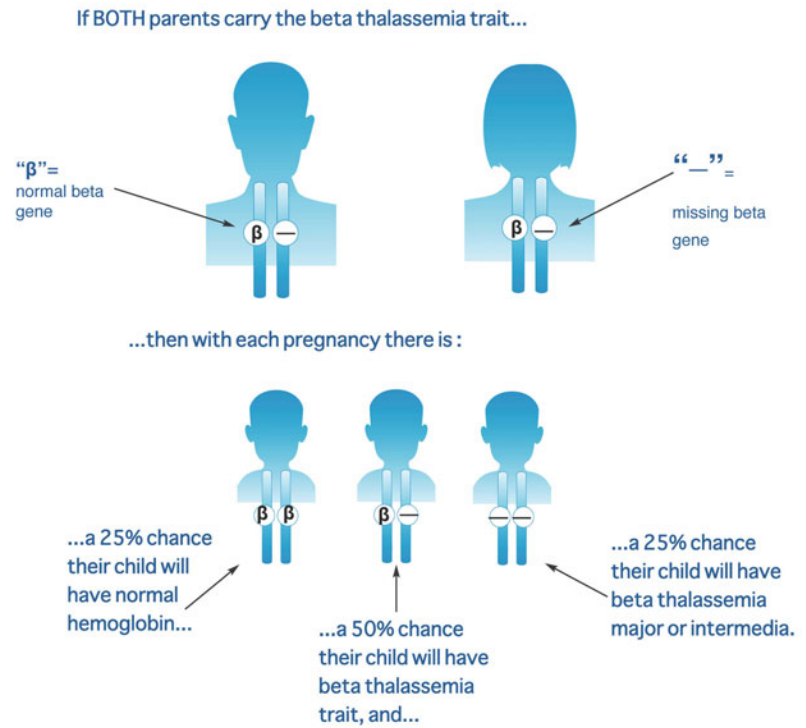 If BOTH parents carry the beta thalassemia trait...
“β”=
normal beta
gene
β
—
β
—
“—”=
missing beta
gene
...then with each pregnancy there is :
β
β
β
—
—
—
...a 25% chance
their child will
have normal
hemoglobin...
...a 50% chance
their child will have
beta thalassemia
trait, and...
...a 25% chance
their child will have
beta thalassemia
major or intermedia.